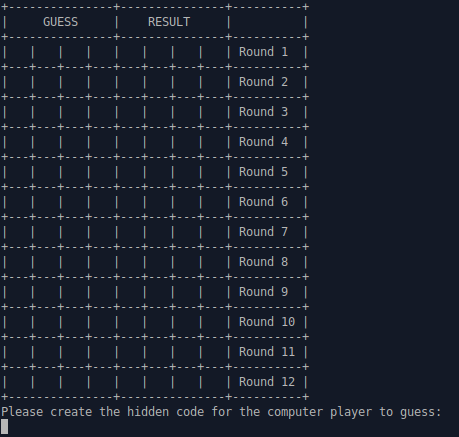 GUESS RESULT
Round 1
Round 2
Round 3
Round 4
Round 5
Round 6
Round 7
Round 8
Round 9
Round 10
Round 11
Round 12
Please create the hidden code for the computer player to guess: